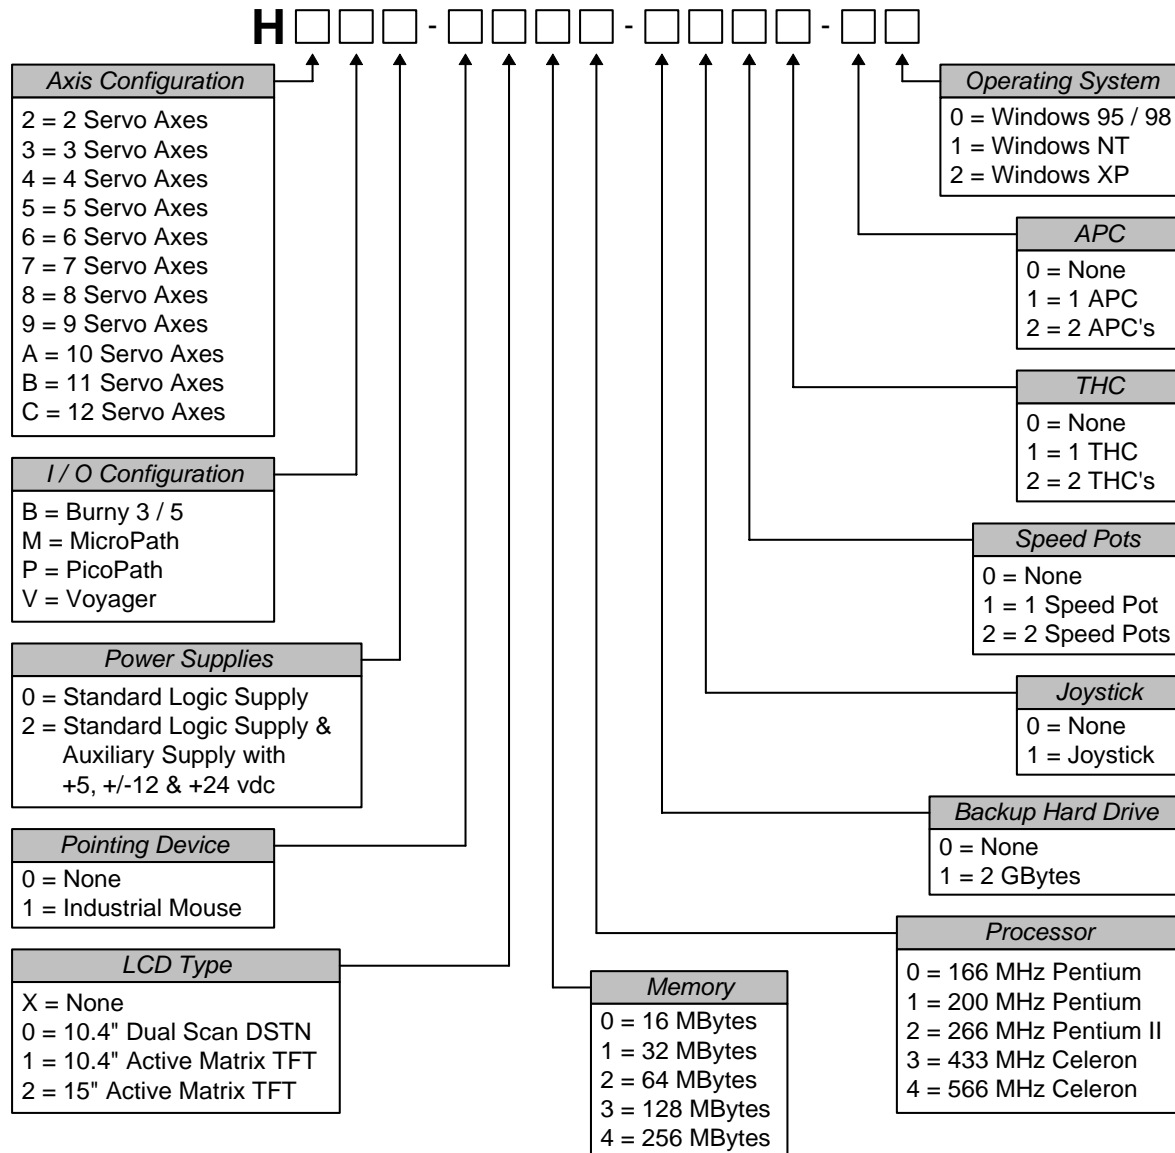 H - - -
Axis Configuration
2 = 2 Servo Axes
3 = 3 Servo Axes
4 = 4 Servo Axes
5 = 5 Servo Axes
6 = 6 Servo Axes
7 = 7 Servo Axes
8 = 8 Servo Axes
9 = 9 Servo Axes
A = 10 Servo Axes
B = 11 Servo Axes
C = 12 Servo Axes
I / O Configuration
B = Burny 3 / 5
M = MicroPath
P = PicoPath
V = Voyager
Power Supplies
0 = Standard Logic Supply
2 = Standard Logic Supply &
Auxiliary Supply with
+5, +/-12 & +24 vdc
Pointing Device
0 = None
1 = Industrial Mouse
LCD Type
X = None
0 = 10.4" Dual Scan DSTN
1 = 10.4" Active Matrix TFT
2 = 15" Active Matrix TFT
Memory
0 = 16 MBytes
1 = 32 MBytes
2 = 64 MBytes
3 = 128 MBytes
4 = 256 MBytes
Operating System
0 = Windows 95 / 98
1 = Windows NT
2 = Windows XP
APC
0 = None
1 = 1 APC
2 = 2 APC's
THC
0 = None
1 = 1 THC
2 = 2 THC's
Speed Pots
0 = None
1 = 1 Speed Pot
2 = 2 Speed Pots
Joystick
0 = None
1 = Joystick
Backup Hard Drive
0 = None
1 = 2 GBytes
Processor
0 = 166 MHz Pentium
1 = 200 MHz Pentium
2 = 266 MHz Pentium II
3 = 433 MHz Celeron
4 = 566 MHz Celeron